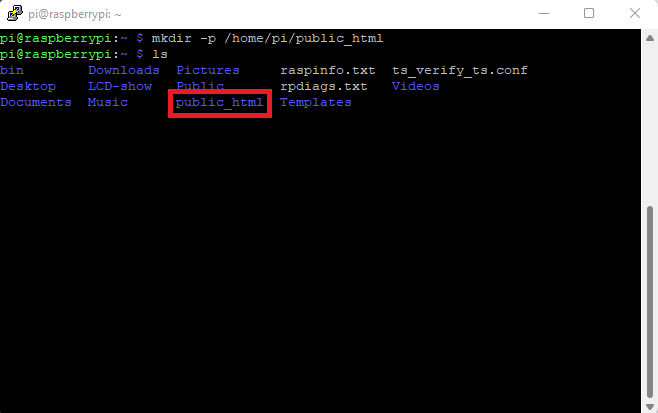 pi@raspberrypi: ~
pi@raspberrypi:~ $ mkdir -p /home/pi/public_html
pi@raspberrypi:~ $ ls
bin Downloads Pictures raspinfo.txt ts_verify_ts.conf
Desktop LCD-show Public rpdiags.txt Videos
Documents Music public_html Templates